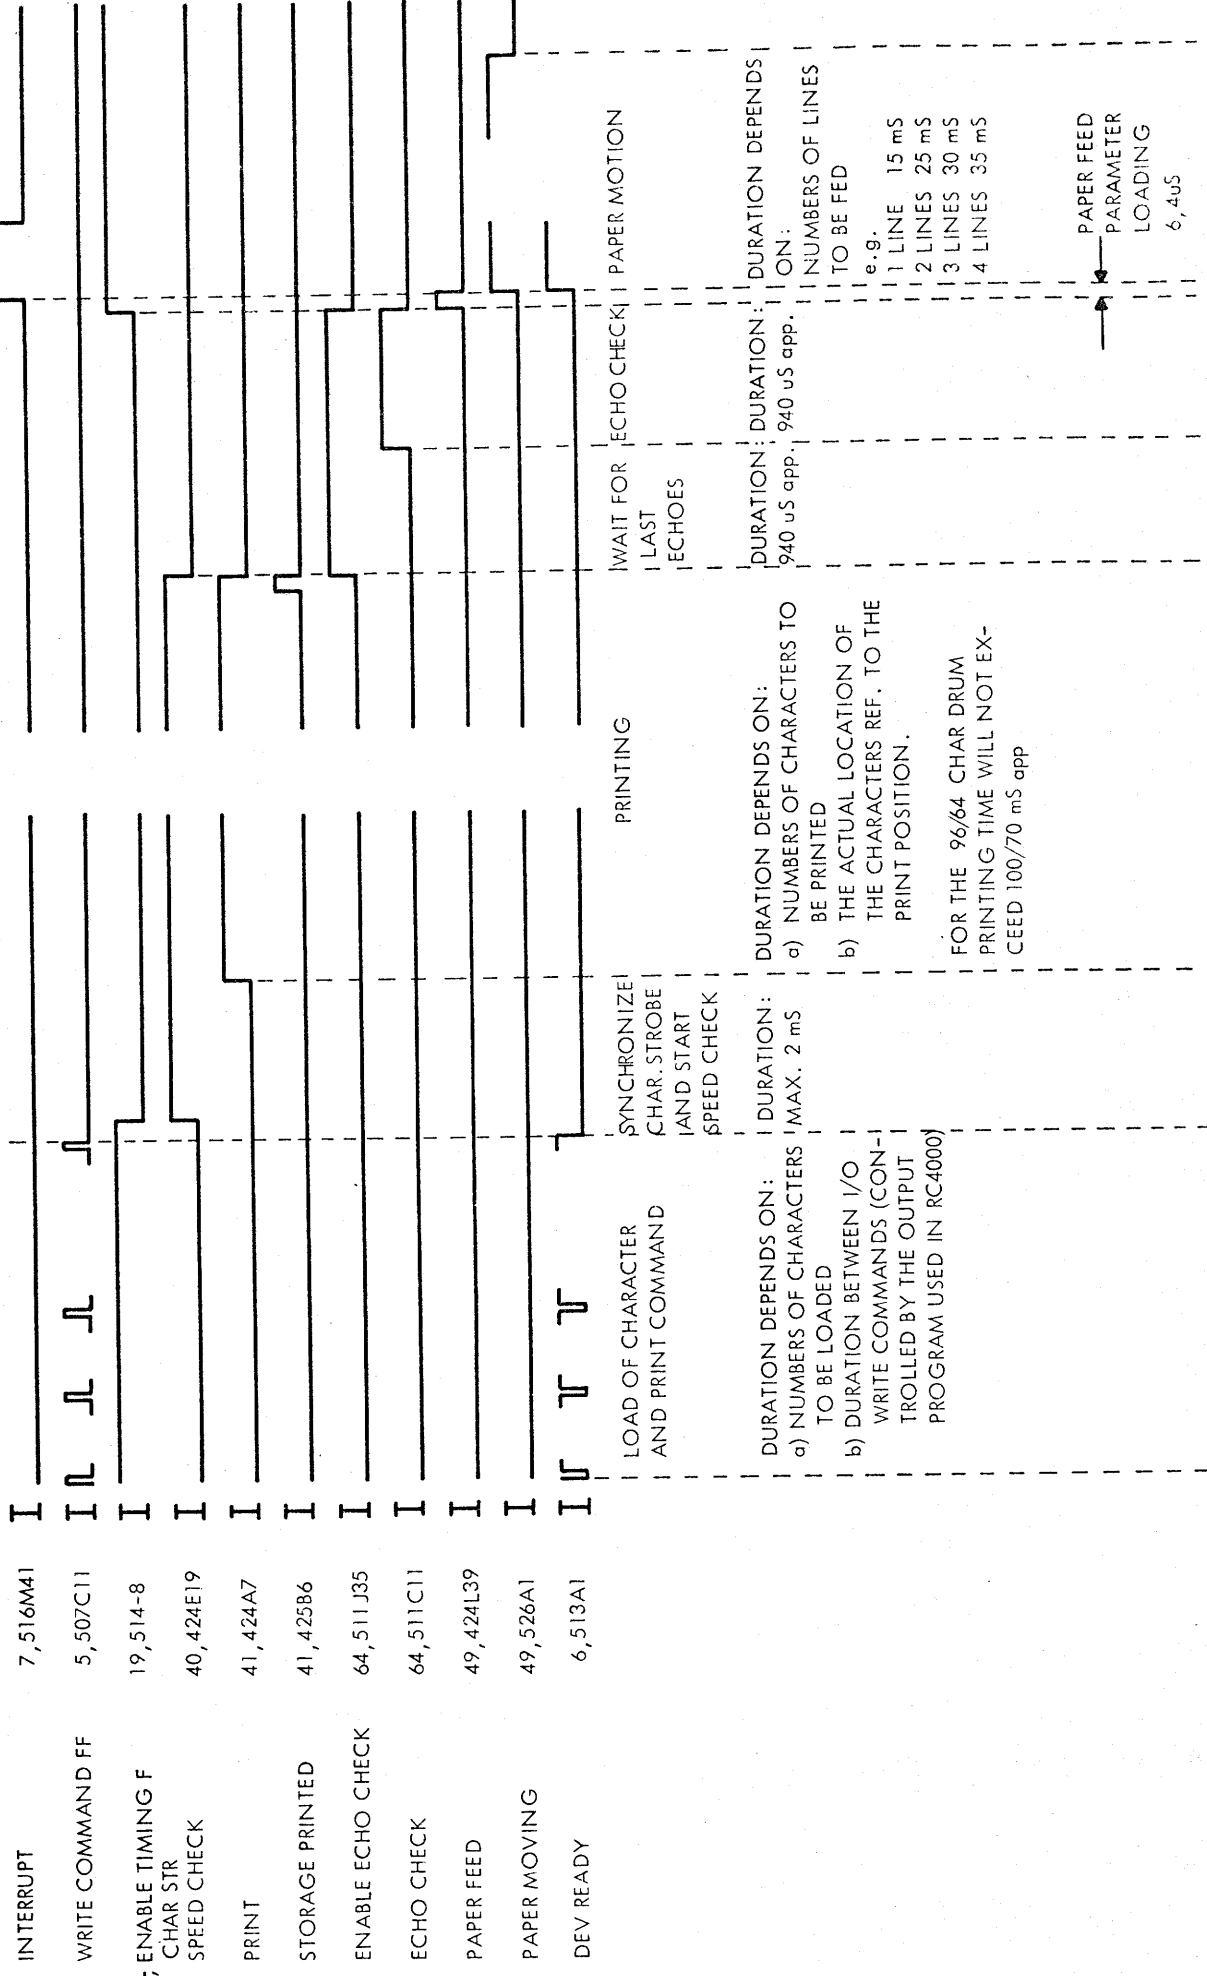 INTERRUPT 7,516M41
WRITE COMMAND FF 5,507C11
; ENABLE TIMING F 19,514-8
CHAR STR
SPEED CHECK 40,424E19
PRINT 41,424A7
STORAGE PRINTED 41,425B6
ENABLE ECHO CHECK 64,511J35
ECHO CHECK 64,511C11
PAPER FEED 49,424L39
PAPER MOVING 49,526A1
DEV READY 6,513A1
LOAD OF CHARACTER
AND PRINT COMMAND
DURATION DEPENDS ON:
a) NUMBERS OF CHARACTERS
TO BE LOADED
b) DURATION BETWEEN I/O
WRITE COMMANDS (CON-
TROLLED BY THE OUTPUT
PROGRAM USED IN RC4000)
SYNCHRONIZE
CHAR. STROBE
AND START
SPEED CHECK
DURATION:
MAX. 2 mS
PRINTING
DURATION DEPENDS ON:
a) NUMBERS OF CHARACTERS TO
BE PRINTED
b) THE ACTUAL LOCATION OF
THE CHARACTERS REF. TO THE
PRINT POSITION.
FOR THE 96/64 CHAR DRUM
PRINTING TIME WILL NOT EX-
CEED 100/70 mS app
WAIT FOR
LAST
ECHOES
DURATION:
940 uS app.
ECHO CHECK
DURATION:
940 uS app.
PAPER MOTION
DURATION DEPENDS
ON:
NUMBERS OF LINES
TO BE FED
e.g.
1 LINE 15 mS
2 LINES 25 mS
3 LINES 30 mS
4 LINES 35 mS
PAPER FEED
PARAMETER
LOADING
6,4uS